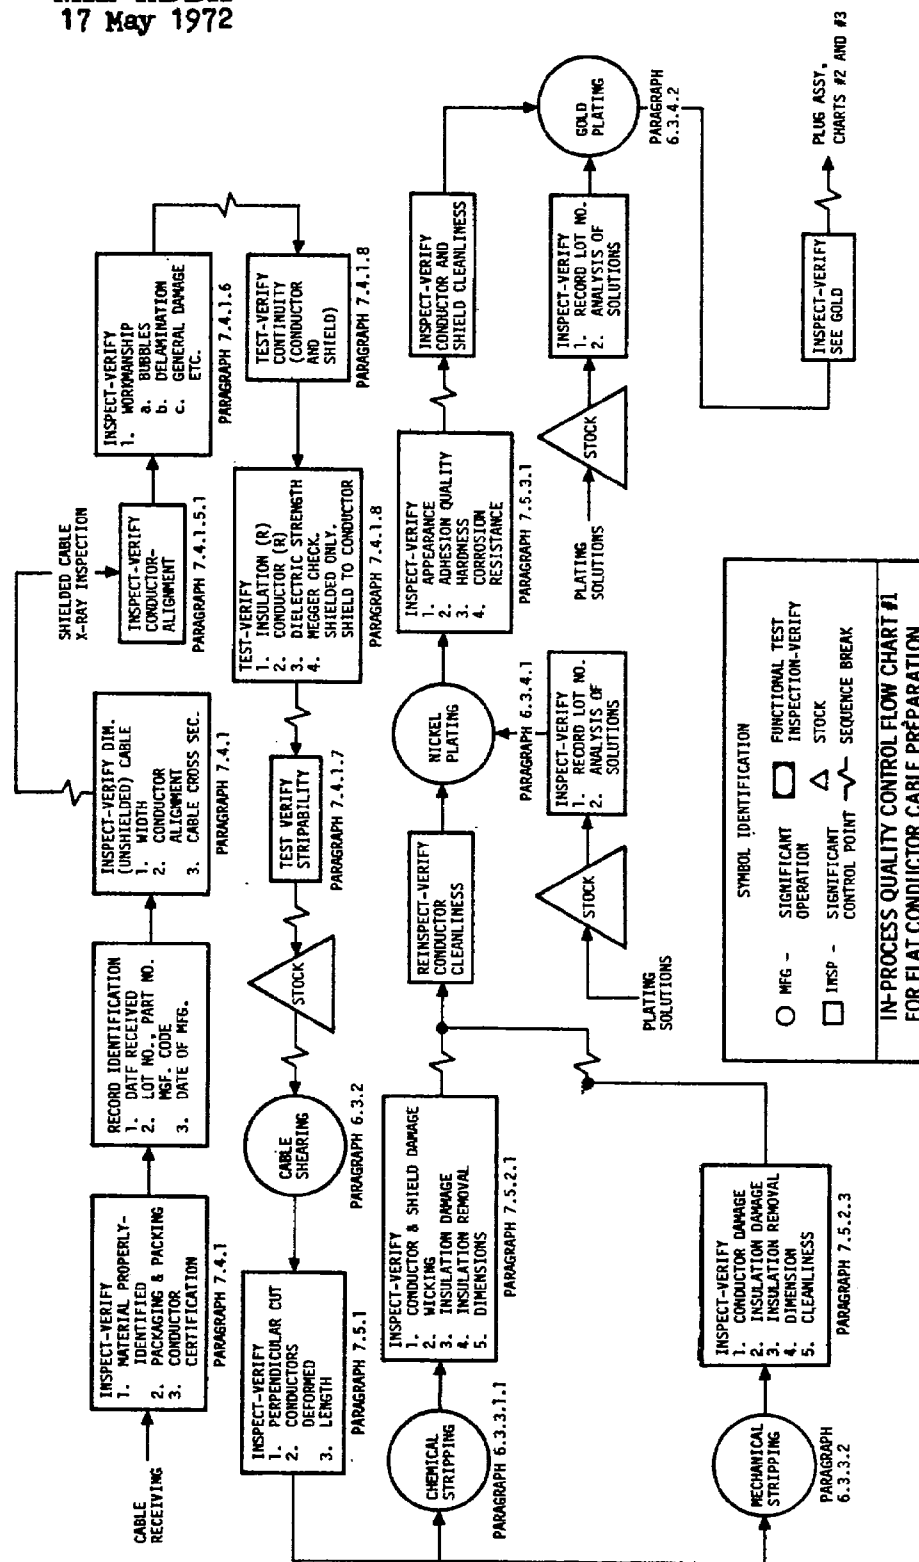 17 May 1972
CABLE
RECEIVING
INSPECT-VERIFY
1. MATERIAL PROPERLY-
IDENTIFIED
2. PACKAGING & PACKING
3. CONDUCTOR
CERTIFICATION
PARAGRAPH 7.4.1
RECORD IDENTIFICATION
1. DATF RECEIVED
2. LOT NO., PART NO.
MGF. CODE
3. DATE OF MFG.
INSPECT-VERIFY DIM.
(UNSHIELDED) CABLE
1. WIDTH
2. CONDUCTOR
ALIGNMENT
3. CABLE CROSS SEC.
PARAGRAPH 7.4.1
SHIELDED CABLE
X-RAY INSPECTION
INSPECT-VERIFY
CONDUCTOR-
ALIGNMENT
PARAGRAPH 7.4.1.5.1
INSPECT-VERIFY
1. WORKMANSHIP
a. BUBBLES
b. DELAMINATION
c. GENERAL DAMAGE
ETC.
PARAGRAPH 7.4.1.6
TEST-VERIFY
CONTINUITY
(CONDUCTOR
AND
SHIELD)
PARAGRAPH 7.4.1.8
TEST-VERIFY
1. INSULATION (R)
2. CONDUCTOR (R)
3. DIELECTRIC STRENGTH
4. MEGGER CHECK.
SHIELDED ONLY.
SHIELD TO CONDUCTOR
PARAGRAPH 7.4.1.8
TEST VERIFY
STRIPABILITY
PARAGRAPH 7.4.1.7
STOCK
CABLE
SHEARING
PARAGRAPH 6.3.2
INSPECT-VERIFY
1. PERPENDICULAR CUT
2. CONDUCTORS
DEFORMED
3. LENGTH
PARAGRAPH 7.5.1
CHEMICAL
STRIPPING
PARAGRAPH 6.3.3.1.1
INSPECT-VERIFY
1. CONDUCTOR & SHIELD DAMAGE
2. WICKING
3. INSULATION DAMAGE
4. INSULATION REMOVAL
5. DIMENSIONS
PARAGRAPH 7.5.2.1
REINSPECT-VERIFY
CONDUCTOR
CLEANLINESS
NICKEL
PLATING
PARAGRAPH 6.3.4.1
INSPECT-VERIFY
1. APPEARANCE
2. ADHESION QUALITY
3. HARDNESS
4. CORROSION
RESISTANCE
PARAGRAPH 7.5.3.1
INSPECT-VERIFY
CONDUCTOR AND
SHIELD CLEANLINESS
GOLD
PLATING
PARAGRAPH
6.3.4.2
PLATING
SOLUTIONS
STOCK
INSPECT-VERIFY
1. RECORD LOT NO.
2. ANALYSIS OF
SOLUTIONS
PLATING
SOLUTIONS
STOCK
INSPECT-VERIFY
1. RECORD LOT NO.
2. ANALYSIS OF
SOLUTIONS
MECHANICAL
STRIPPING
PARAGRAPH
6.3.3.2
INSPECT-VERIFY
1. CONDUCTOR DAMAGE
2. INSULATION DAMAGE
3. INSULATION REMOVAL
4. DIMENSION
5. CLEANLINESS
PARAGRAPH 7.5.2.3
INSPECT-VERIFY
SEE GOLD
PLUG ASSY,
CHARTS #2 AND #3
SYMBOL IDENTIFICATION
MFG - SIGNIFICANT
OPERATION
FUNCTIONAL TEST
INSPECTION-VERIFY
STOCK
INSP - SIGNIFICANT
CONTROL POINT
SEQUENCE BREAK
IN-PROCESS QUALITY CONTROL FLOW CHART #1
FOR FLAT CONDUCTOR CABLE PREPARATION